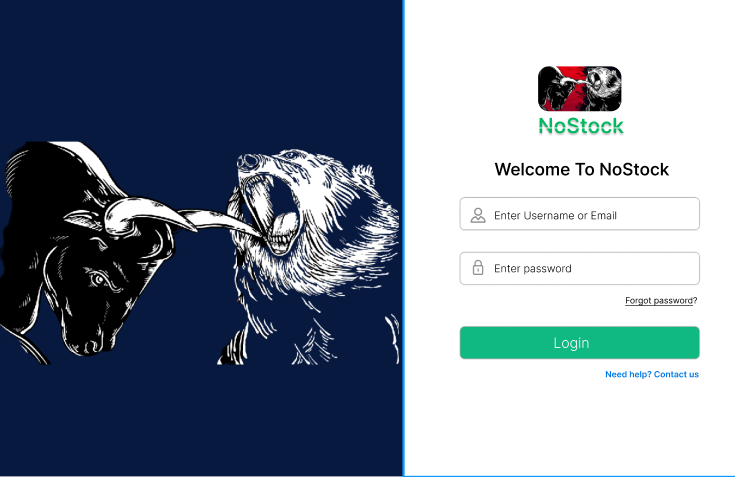 NoStock
Welcome To NoStock
Enter Username or Email
Enter password
Forgot password?
Login
Need help? Contact us